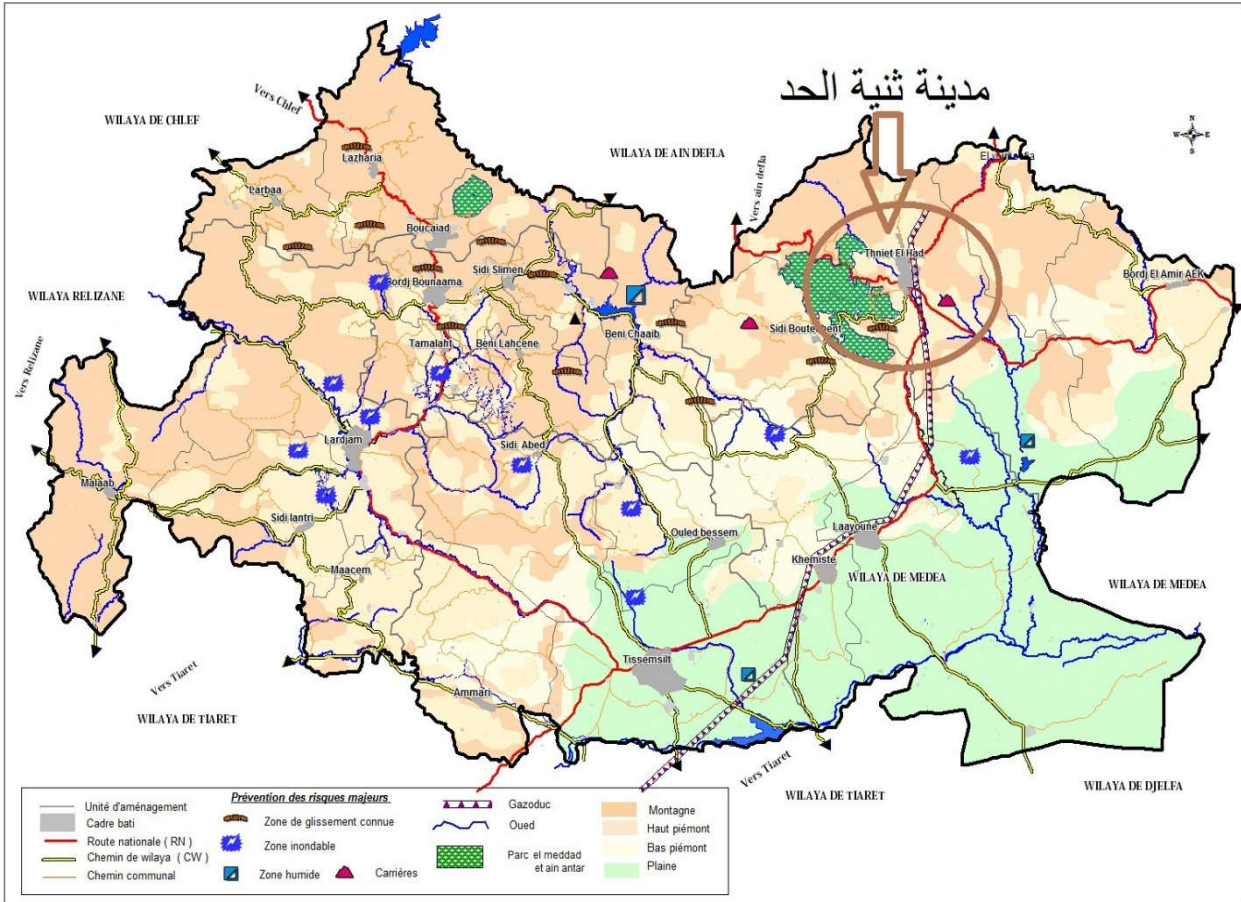 مدينة ثنية الحد
Vers Chlef
WILAYA DE CHLEF
WILAYA DE AIN DEFLA
Vers ain defla
N
W E
S
Lazharia
Larbaa
Boucaiad
Thniet El Had
Bordj El Amir AEK
Sidi Slimen
Bordj Bounaama
WILAYA RELIZANE
Sidi Boutechent
Beni Chaaib
Tamalaht
Beni Lahcene
Vers Relizane
Lardjam
Sidi Abed
Malaab
Sidi lantri
Ouled bessem
Laayoune
Khemiste
Maacem
WILAYA DE MEDEA
WILAYA DE MEDEA
Vers Tiaret
Tissemsilt
Ammari
WILAYA DE TIARET
Vers Tiaret
WILAYA DE TIARET
WILAYA DE DJELFA
Unité d'aménagement
Cadre bati
Route nationale ( RN )
Chemin de wilaya ( CW )
Chemin communal
Prévention des risques majeurs
Zone de glissement connue
Zone inondable
Zone humide
Carrières
Gazoduc
Oued
Parc el meddad
et ain antar
Montagne
Haut piémont
Bas piémont
Plaine